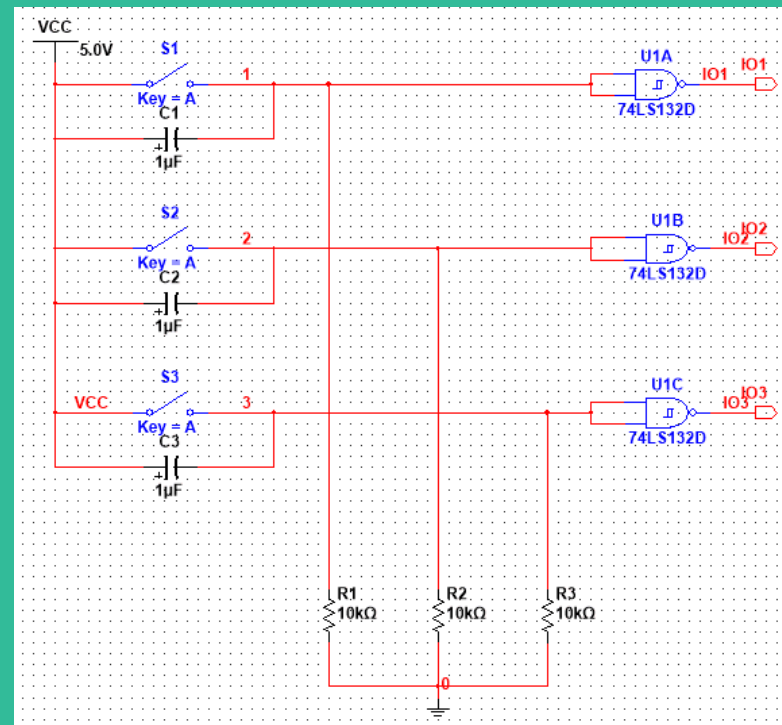 VCC
5.0V
S1
1
Key = A
C1
1µF
U1A
IO1
IO1
74LS132D
S2
2
Key = A
C2
1µF
U1B
IO2
IO2
74LS132D
S3
VCC
3
Key = A
C3
1µF
U1C
IO3
IO3
74LS132D
R1
10kΩ
R2
10kΩ
R3
10kΩ
0